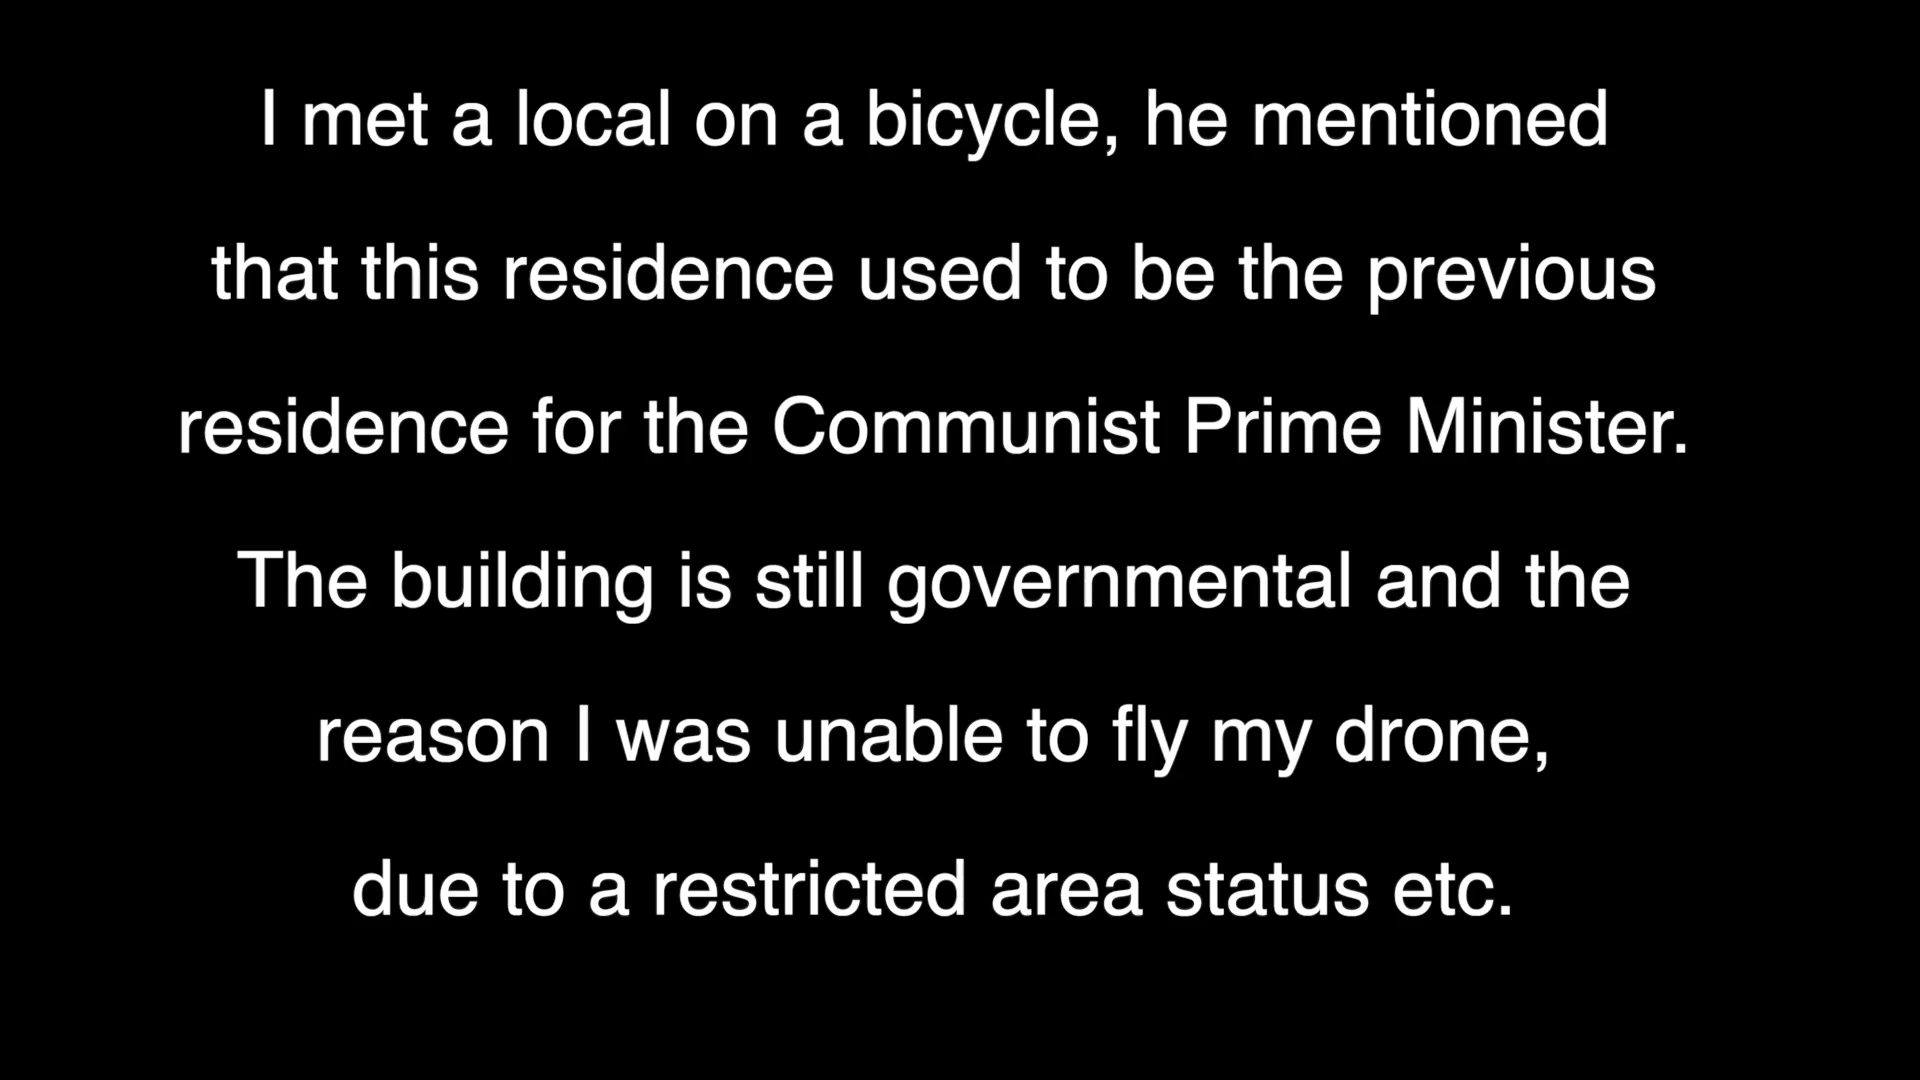 I met a local on a bicycle, he mentioned
that this residence used to be the previous
residence for the Communist Prime Minister.
The building is still governmental and the
reason I was unable to fly my drone,
due to a restricted area status etc.